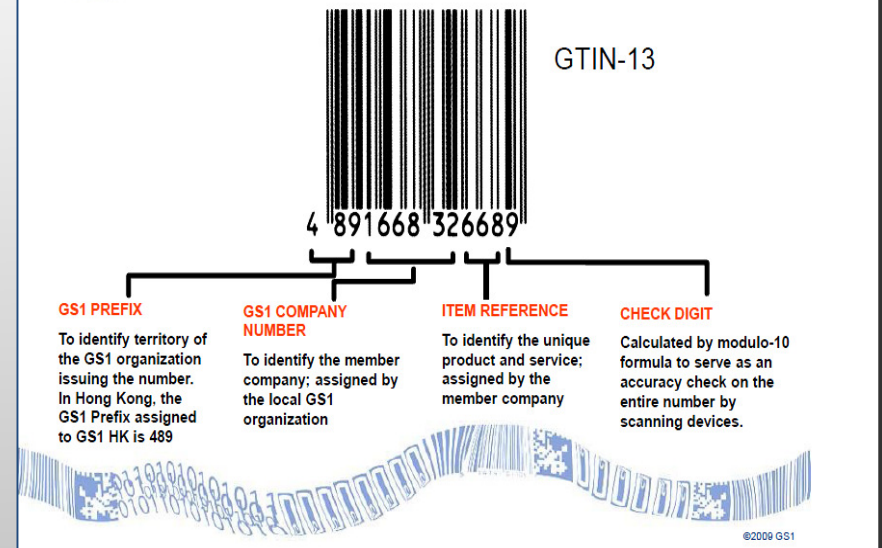 GTIN-13
4 891668 326689
GS1 PREFIX
To identify territory of
the GS1 organization
issuing the number.
In Hong Kong, the
GS1 Prefix assigned
to GS1 HK is 489
GS1 COMPANY
NUMBER
To identify the member
company; assigned by
the local GS1
organization
ITEM REFERENCE
To identify the unique
product and service;
assigned by the
member company
CHECK DIGIT
Calculated by modulo-10
formula to serve as an
accuracy check on the
entire number by
scanning devices.
©2009 GS1